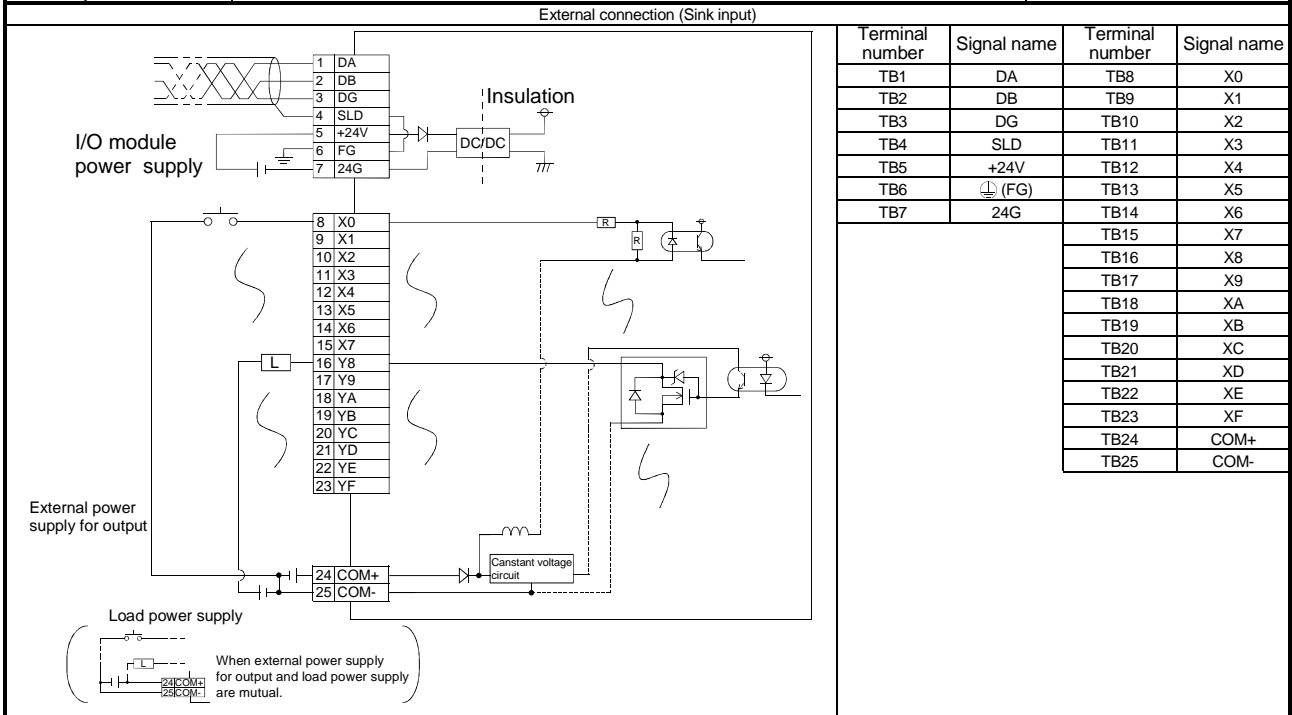 External connection (Sink input)
1 DA
2 DB
3 DG
4 SLD
5 +24V
6 FG
7 24G
Insulation
DC/DC
I/O module
power supply
8 X0
9 X1
10 X2
11 X3
12 X4
13 X5
14 X6
15 X7
16 Y8
17 Y9
18 YA
19 YB
20 YC
21 YD
22 YE
23 YF
R
R
L
External power
supply for output
24 COM+
25 COM-
Canstant voltage
circuit
Load power supply
L
24 COM+
25 COM-
When external power supply
for output and load power supply
are mutual.
Terminal number Signal name Terminal number Signal name
TB1 DA TB8 X0
TB2 DB TB9 X1
TB3 DG TB10 X2
TB4 SLD TB11 X3
TB5 +24V TB12 X4
TB6 (FG) TB13 X5
TB7 24G TB14 X6
TB15 X7
TB16 X8
TB17 X9
TB18 XA
TB19 XB
TB20 XC
TB21 XD
TB22 XE
TB23 XF
TB24 COM+
TB25 COM-